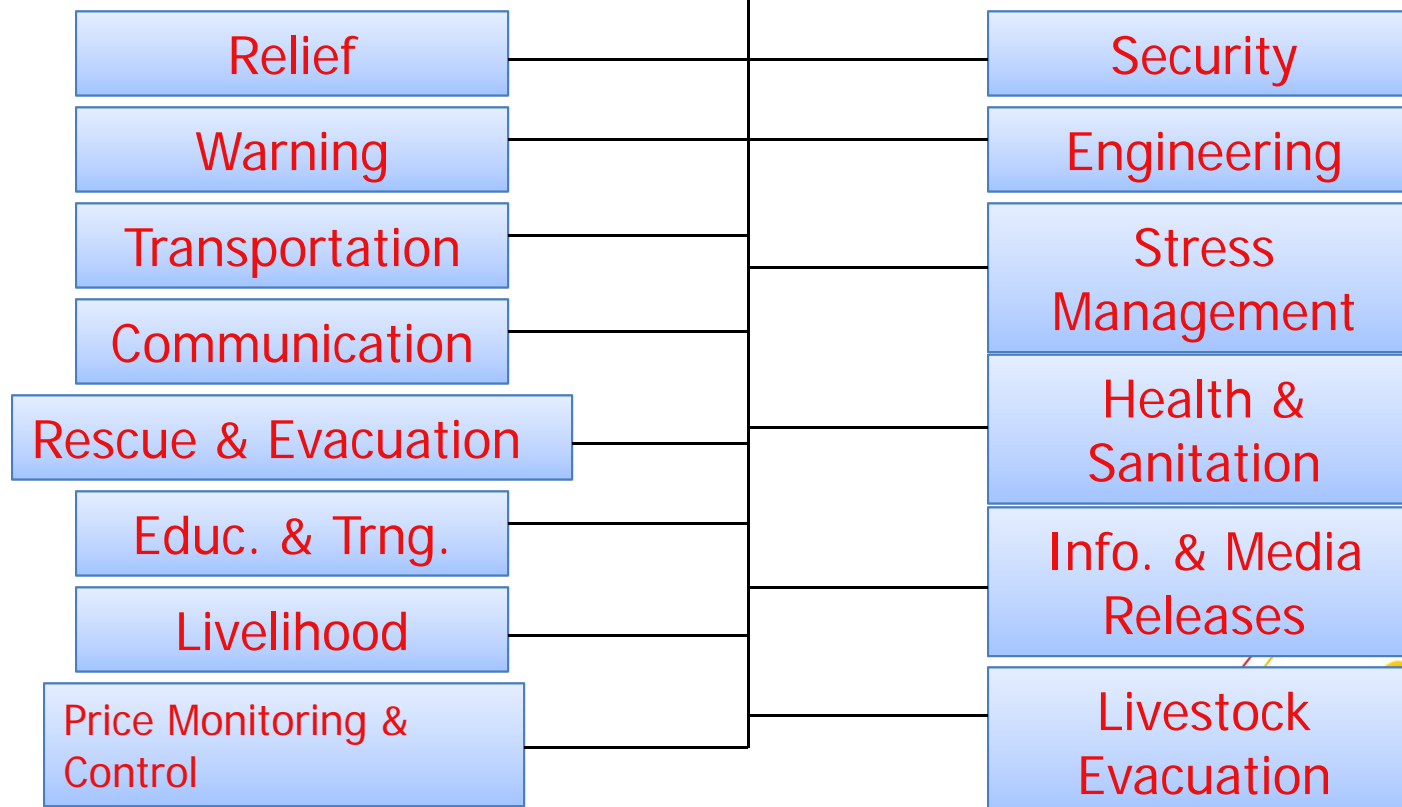 Relief
Warning
Transportation
Communication
Rescue & Evacuation
Educ. & Trng.
Livelihood
Price Monitoring &
Control
Security
Engineering
Stress
Management
Health &
Sanitation
Info. & Media
Releases
Livestock
Evacuation